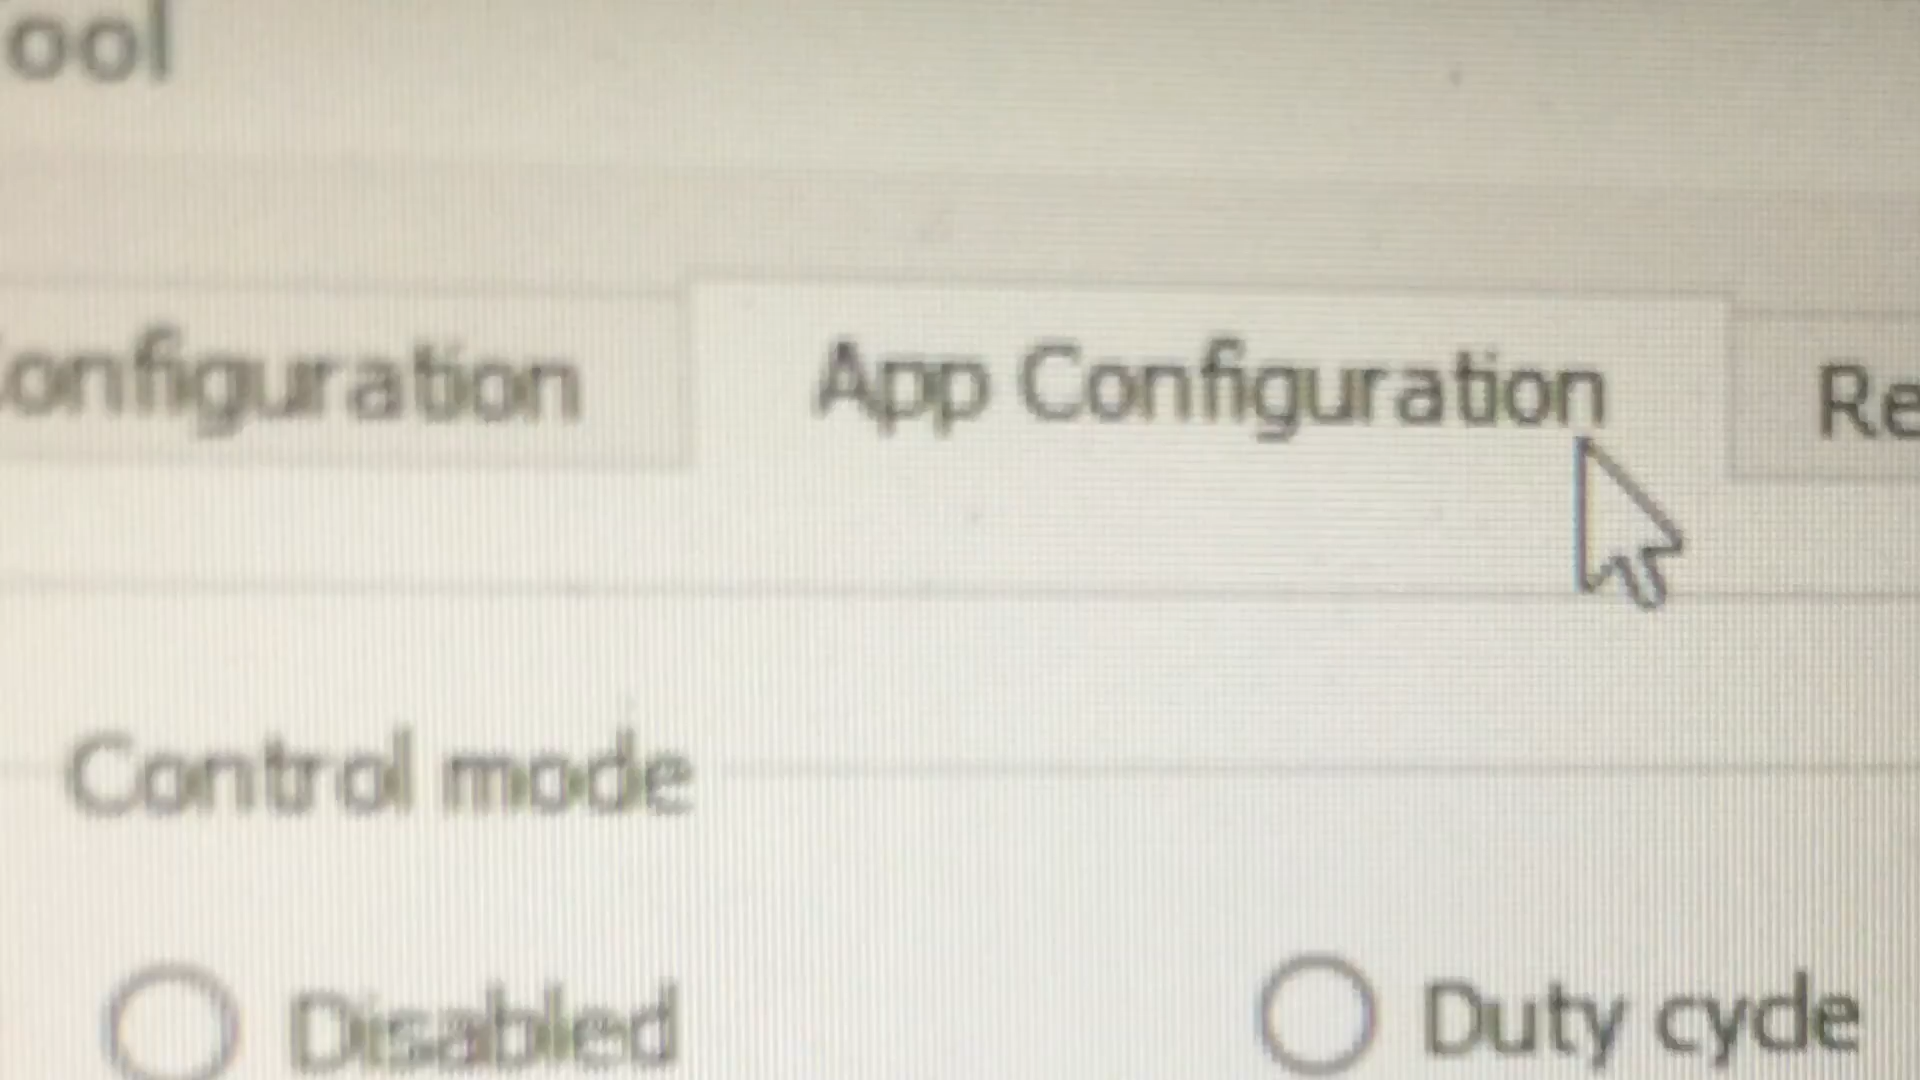 ool
onfiguration App Configuration Re
Control mode
Disabled Duty cycle